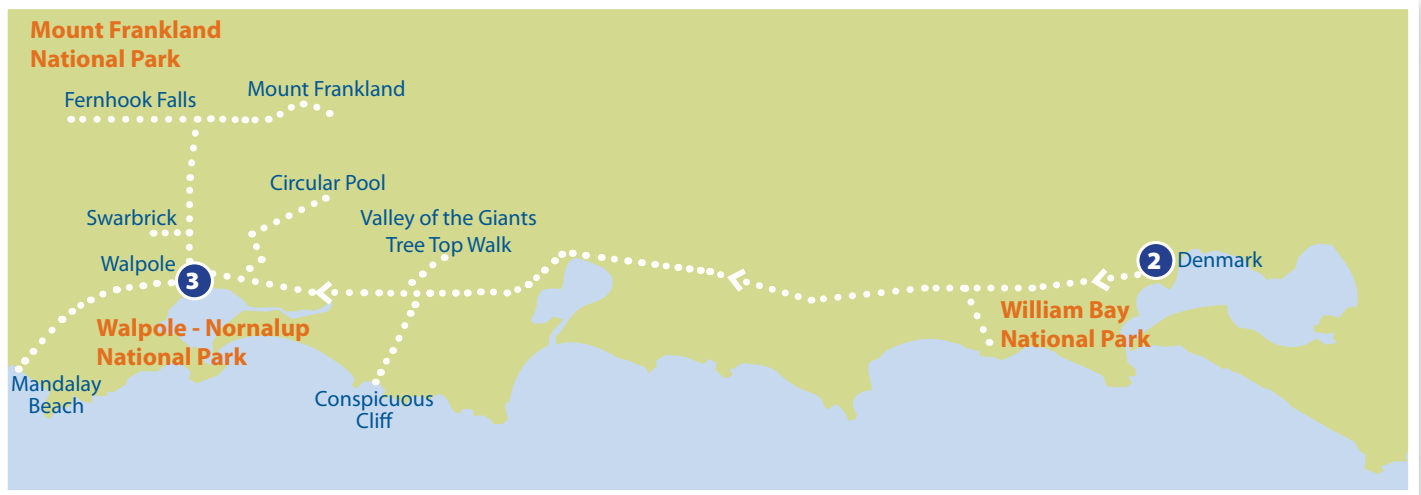 Mount Frankland
National Park
Mount Frankland
Fernhook Falls
Circular Pool
Swarbrick
Valley of the Giants
Tree Top Walk
Walpole
3
2
Denmark
Walpole - Nornalup
National Park
William Bay
National Park
Mandalay
Beach
Conspicuous
Cliff